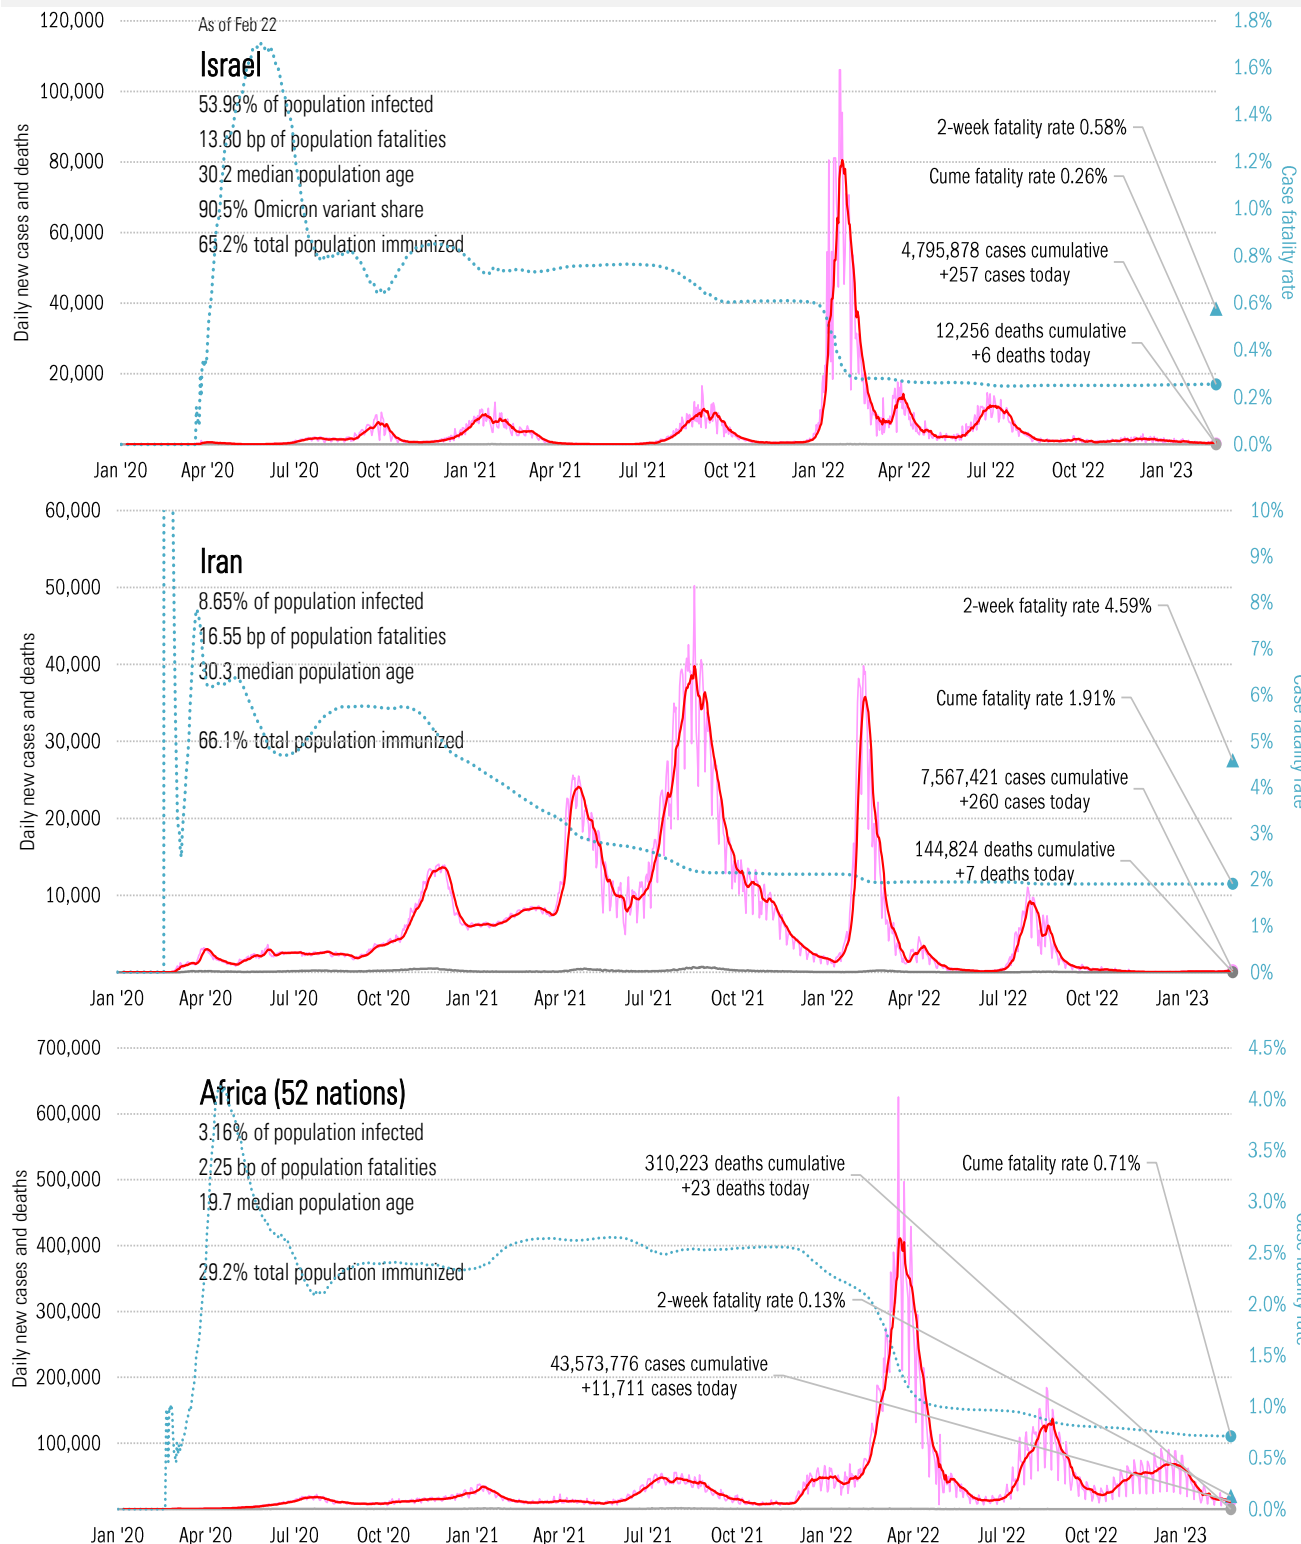 120,000
As of Feb 22
1.8%
Israel
1.6%
100,000
53.98% of population infected
1.4%
2-week fatality rate 0.58%
13.80 bp of population fatalities
80,000
1.2%
30.2 median population age
Cume fatality rate 0.26%
90.5% Omicron variant share
1.0%
60,000
65.2% total population immunized
4,795,878 cases cumulative
+257 cases today
0.8%
40,000
0.6%
12,256 deaths cumulative
+6 deaths today
0.4%
20,000
0.2%
0.0%
Daily new cases and deaths
Case fatality rate
Jan '20 Apr '20 Jul '20 Oct '20 Jan '21 Apr '21 Jul '21 Oct '21 Jan '22 Apr '22 Jul '22 Oct '22 Jan '23
60,000
10%
Iran
9%
50,000
8.65% of population infected
8%
2-week fatality rate 4.59%
16.55 bp of population fatalities
7%
40,000
30.3 median population age
6%
Cume fatality rate 1.91%
30,000
66.1% total population immunized
5%
7,567,421 cases cumulative
+260 cases today
4%
20,000
3%
144,824 deaths cumulative
+7 deaths today
2%
10,000
1%
0%
Daily new cases and deaths
Case fatality rate
Jan '20 Apr '20 Jul '20 Oct '20 Jan '21 Apr '21 Jul '21 Oct '21 Jan '22 Apr '22 Jul '22 Oct '22 Jan '23
700,000
4.5%
Africa (52 nations)
600,000
4.0%
3.16% of population infected
3.5%
2.25 bp of population fatalities
310,223 deaths cumulative
+23 deaths today
Cume fatality rate 0.71%
500,000
19.7 median population age
3.0%
400,000
2.5%
29.2% total population immunized
2-week fatality rate 0.13%
300,000
2.0%
43,573,776 cases cumulative
+11,711 cases today
1.5%
200,000
1.0%
100,000
0.5%
0.0%
Daily new cases and deaths
Case fatality rate
Jan '20 Apr '20 Jul '20 Oct '20 Jan '21 Apr '21 Jul '21 Oct '21 Jan '22 Apr '22 Jul '22 Oct '22 Jan '23